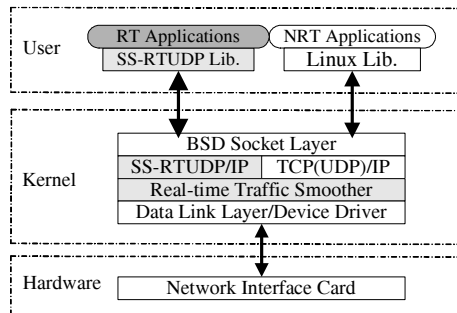 User
RT Applications
NRT Applications
SS-RTUDP Lib.
Linux Lib.
Kernel
BSD Socket Layer
SS-RTUDP/IP
TCP(UDP)/IP
Real-time Traffic Smoother
Data Link Layer/Device Driver
Hardware
Network Interface Card